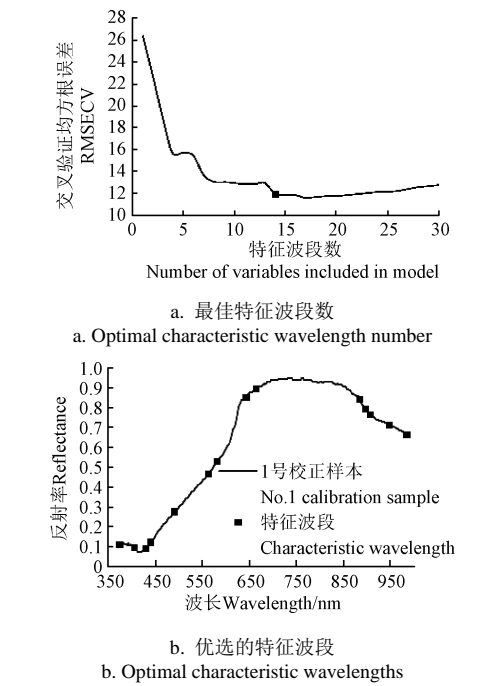 28
26
24
22
20
18
16
14
12
10
交叉验证均方根误差
RMSECV
0 5 10 15 20 25 30
特征波段数
Number of variables included in model
a. 最佳特征波段数
a. Optimal characteristic wavelength number
1.0
0.9
0.8
0.7
0.6
0.5
0.4
0.3
0.2
0.1
0
反射率Reflectance
1号校正样本
No.1 calibration sample
特征波段
Characteristic wavelength
350 450 550 650 750 850 950
波长Wavelength/nm
b. 优选的特征波段
b. Optimal characteristic wavelengths